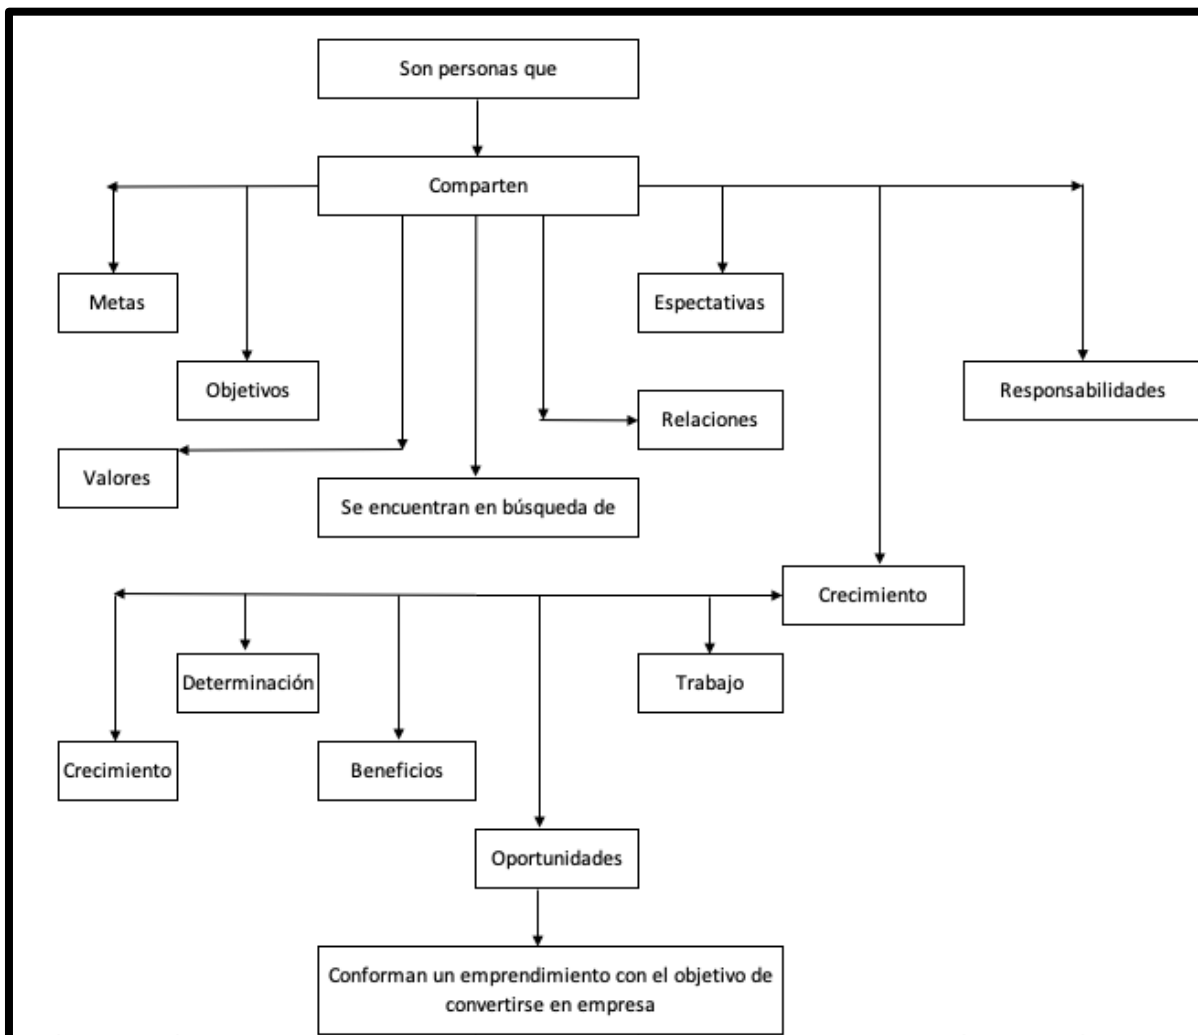 Son personas que
Comparten
Metas
Espectativas
Objetivos
Responsabilidades
Relaciones
Valores
Se encuentran en búsqueda de
Crecimiento
Determinación
Trabajo
Crecimiento
Beneficios
Oportunidades
Conforman un emprendimiento con el objetivo de
convertirse en empresa